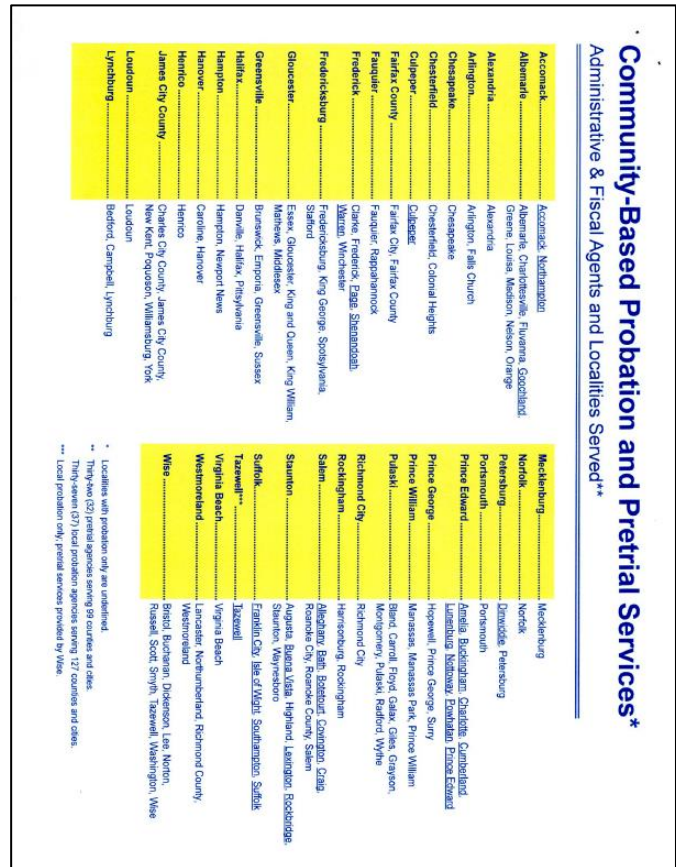 Community-Based Probation and Pretrial Services*
Administrative & Fiscal Agents and Localities Served**
Accomack.................... Accomack, Northampton
Albemarle.................... Albemarle, Charlottesville, Fluvanna, Goochland,
Greene, Louisa, Madison, Nelson, Orange
Alexandria.................... Alexandria
Arlington.................... Arlington, Falls Church
Chesapeake.................... Chesapeake
Chesterfield.................... Chesterfield, Colonial Heights
Culpeper.................... Culpeper
Fairfax County.................... Fairfax City, Fairfax County
Fauquier.................... Fauquier, Rappahannock
Frederick.................... Clarke, Frederick, Page, Shenandoah,
Warren, Winchester
Fredericksburg.................... Fredericksburg, King George, Spotsylvania,
Stafford
Gloucester.................... Essex, Gloucester, King and Queen, King William,
Mathews, Middlesex
Greensville.................... Brunswick, Emporia, Greensville, Sussex
Halifax.................... Danville, Halifax, Pittsylvania
Hampton.................... Hampton, Newport News
Hanover.................... Caroline, Hanover
Henrico.................... Henrico
James City County.................... Charles City County, James City County,
New Kent, Poquoson, Williamsburg, York
Loudoun.................... Loudoun
Lynchburg.................... Bedford, Campbell, Lynchburg
Mecklenburg.................... Mecklenburg
Norfolk.................... Norfolk
Petersburg.................... Dinwiddie, Petersburg
Portsmouth.................... Portsmouth
Prince Edward.................... Amelia, Buckingham, Charlotte, Cumberland,
Lunenburg, Nottoway, Powhatan, Prince Edward
Prince George.................... Hopewell, Prince George, Surry
Prince William.................... Manassas, Manassas Park, Prince William
Pulaski.................... Bland, Carroll, Floyd, Galax, Giles, Grayson,
Montgomery, Pulaski, Radford, Wythe
Richmond City.................... Richmond City
Rockingham.................... Harrisonburg, Rockingham
Salem.................... Alleghany, Bath, Botetourt, Covington, Craig,
Roanoke City, Roanoke County, Salem
Staunton.................... Augusta, Buena Vista, Highland, Lexington, Rockbridge,
Staunton, Waynesboro
Suffolk.................... Franklin City, Isle of Wight, Southampton, Suffolk
Tazewell***.................... Tazewell
Virginia Beach.................... Virginia Beach
Westmoreland.................... Lancaster, Northumberland, Richmond County,
Westmoreland
Wise.................... Bristol, Buchanan, Dickenson, Lee, Norton,
Russell, Scott, Smyth, Tazewell, Washington, Wise
* Localities with probation only are underlined.
** Thirty-two (32) pretrial agencies serving 99 counties and cities.
Thirty-seven (37) local probation agencies serving 127 counties and cities.
*** Local probation only; pretrial services provided by Wise.